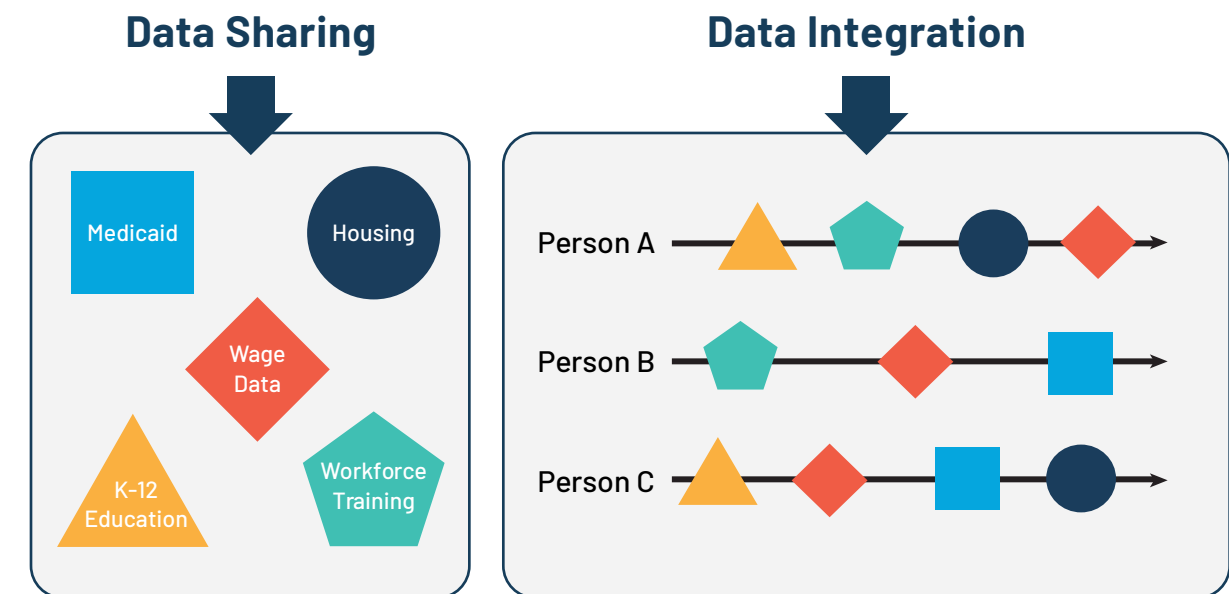 Data Sharing
Medicaid
Housing
Wage
Data
K-12
Education
Workforce
Training
Data Integration
Person A
Person B
Person C